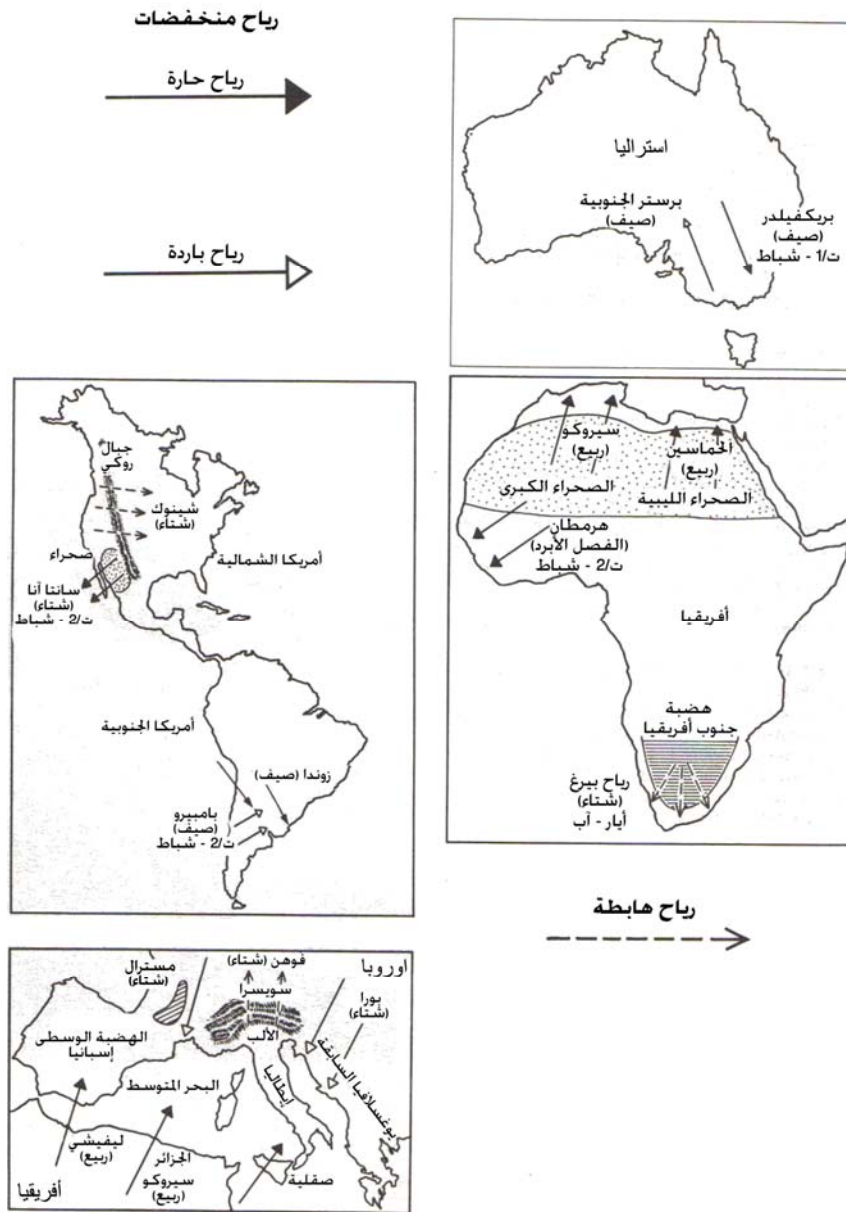 رياح منخفضات
رياح حارة
رياح باردة
استراليا
برستر الجنوبية
(صيف)
بريكفيلدر
(صيف)
ت/1 - شباط
جبال
روكي
شينوك
(شتاء)
صحراء
أمريكا الشمالية
سانتا آنا
(شتاء)
ت/2 - شباط
أمريكا الجنوبية
زوندا (صيف)
بامبيرو
(صيف)
ت/2 - شباط
سيروكو
(ربيع)
الخماسين
(ربيع)
الصحراء الكبرى
الصحراء الليبية
هرمطان
(الفصل الأبرد)
ت/2 - شباط
أفريقيا
هضبة
جنوب أفريقيا
رياح بيرغ
(شتاء)
أيار - آب
رياح هابطة
مسترال
(شتاء)
فوهن (شتاء)
اوروبا
سويسرا
بورا
(شتاء)
الألب
الهضبة الوسطى
إسبانيا
البحر المتوسط
إيطاليا
يوغسلافيا السابقة
ليفيشي
(ربيع)
الجزائر
سيروكو
(ربيع)
صقلية
أفريقيا